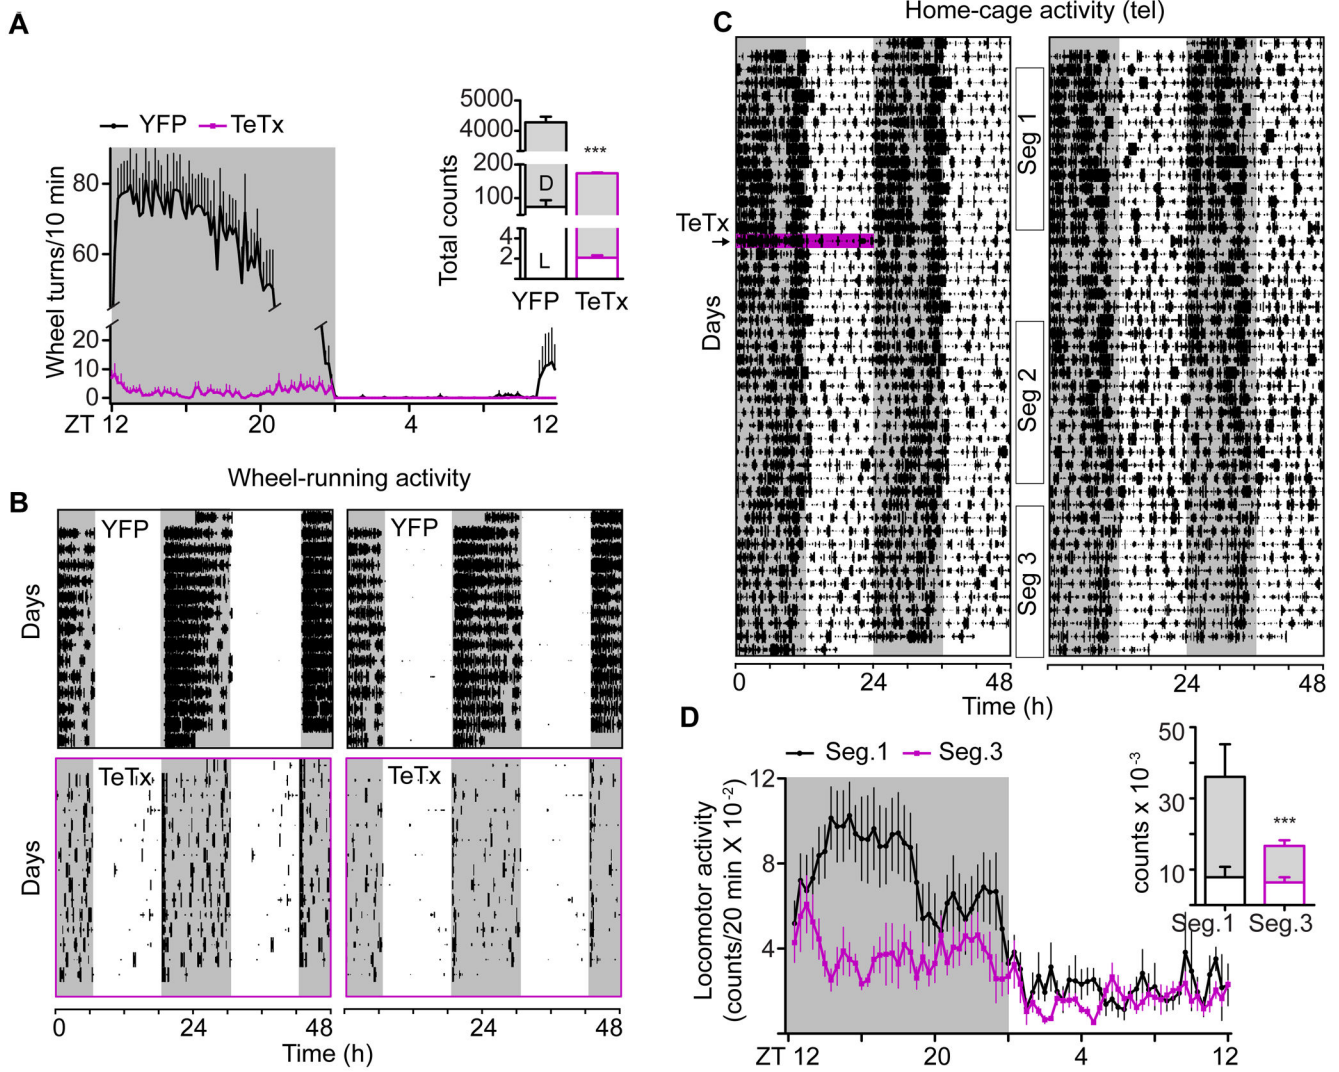 A
YFP TeTx
Wheel turns/10 min
80
60
20
10
0
ZT 12 20 4 12
Total counts
5000
4000
200
100
4
2
D
L
***
YFP TeTx
Wheel-running activity
B
YFP
YFP
Days
TeTx
TeTx
Days
0 24 48
24 48
Time (h)
C
Home-cage activity (tel)
TeTx
Days
Seg 1
Seg 2
Seg 3
0 24 48
24 48
Time (h)
D
Seg.1 Seg.3
Locomotor activity
(counts/20 min X 10-2)
12
8
4
ZT 12 20 4 12
counts x 10-3
50
30
10
***
Seg.1 Seg.3